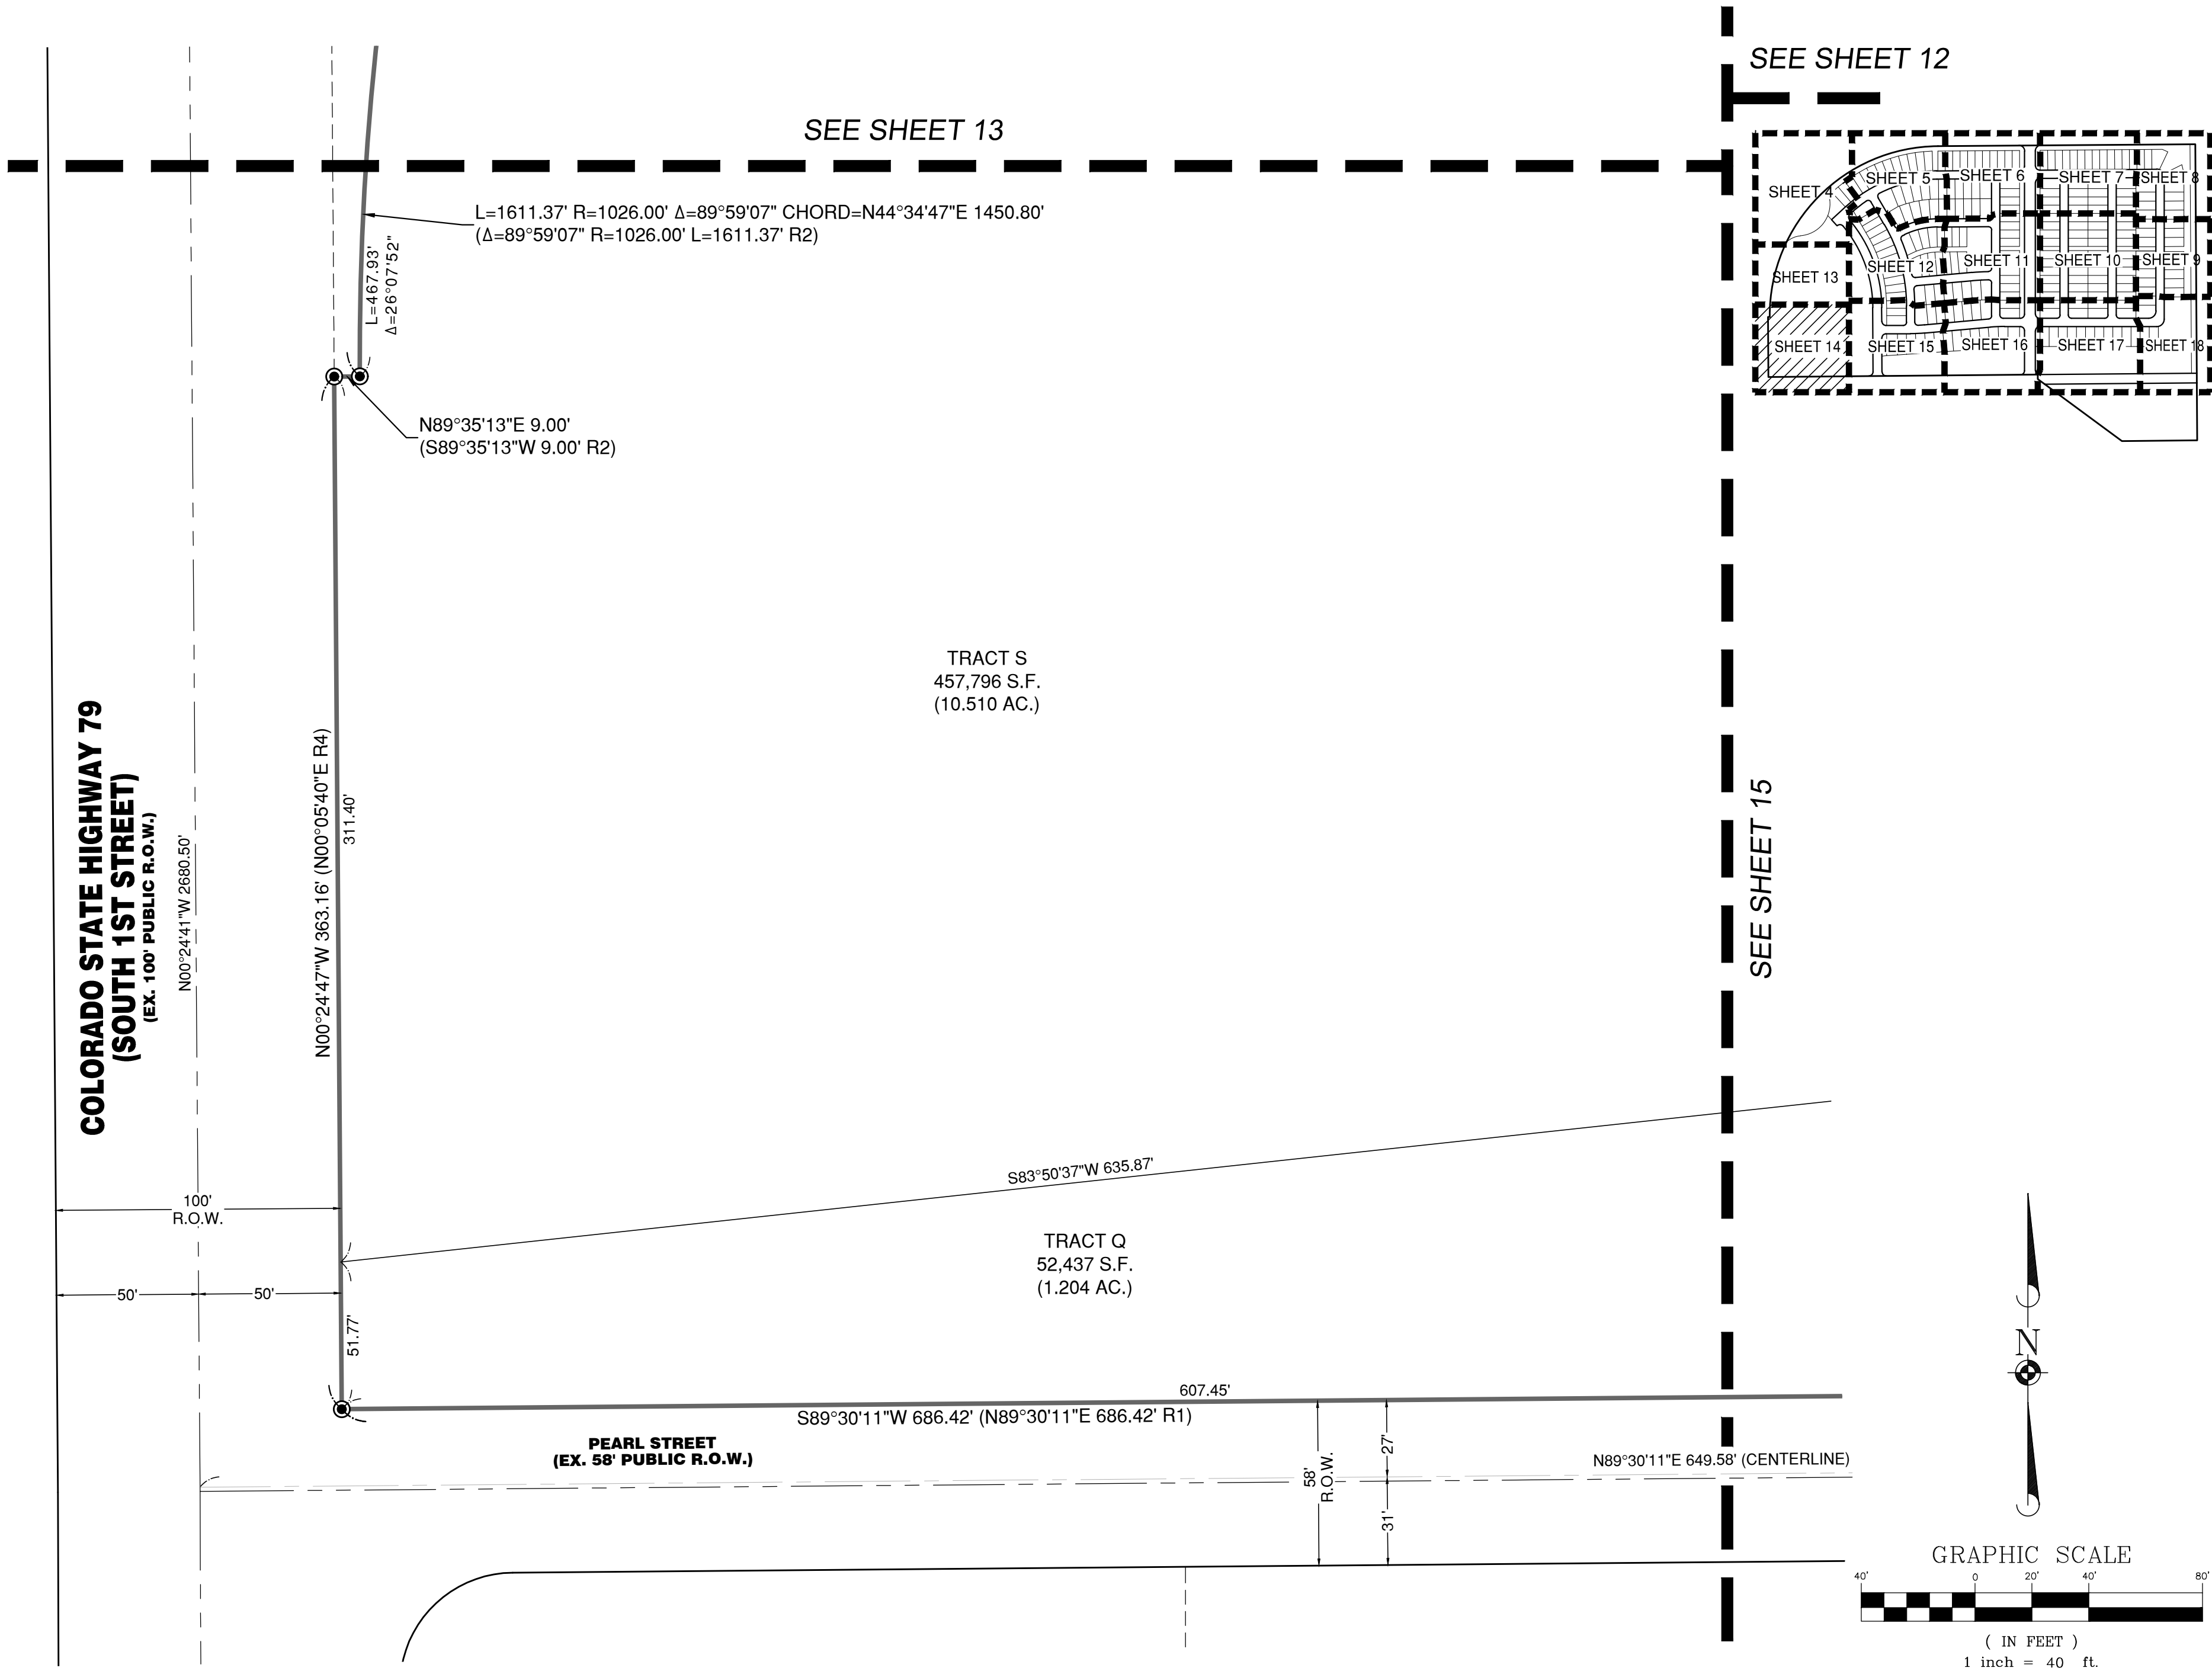 SEE SHEET 12
SEE SHEET 13
L=1611.37' R=1026.00' Δ=89°59'07" CHORD=N44°34'47"E 1450.80'
(Δ=89°59'07" R=1026.00' L=1611.37' R2)
L=467.93'
Δ=26°07'52"
N89°35'13"E 9.00'
(S89°35'13"W 9.00' R2)
SHEET 4
SHEET 5
SHEET 6
SHEET 7
SHEET 8
SHEET 13
SHEET 12
SHEET 11
SHEET 10
SHEET 9
SHEET 14
SHEET 15
SHEET 16
SHEET 17
SHEET 18
TRACT S
457,796 S.F.
(10.510 AC.)
COLORADO STATE HIGHWAY 79
(SOUTH 1ST STREET)
(EX. 100' PUBLIC R.O.W.)
N00°24'41"W 2680.50'
N00°24'47"W 363.16' (N00°05'40"E R4)
311.40'
SEE SHEET 15
S83°50'37"W 635.87'
100'
R.O.W.
50'
50'
TRACT Q
52,437 S.F.
(1.204 AC.)
51.77'
607.45'
S89°30'11"W 686.42' (N89°30'11"E 686.42' R1)
PEARL STREET
(EX. 58' PUBLIC R.O.W.)
58'
R.O.W.
27'
31'
N89°30'11"E 649.58' (CENTERLINE)
N
GRAPHIC SCALE
40' 0 20' 40' 80'
( IN FEET )
1 inch = 40 ft.